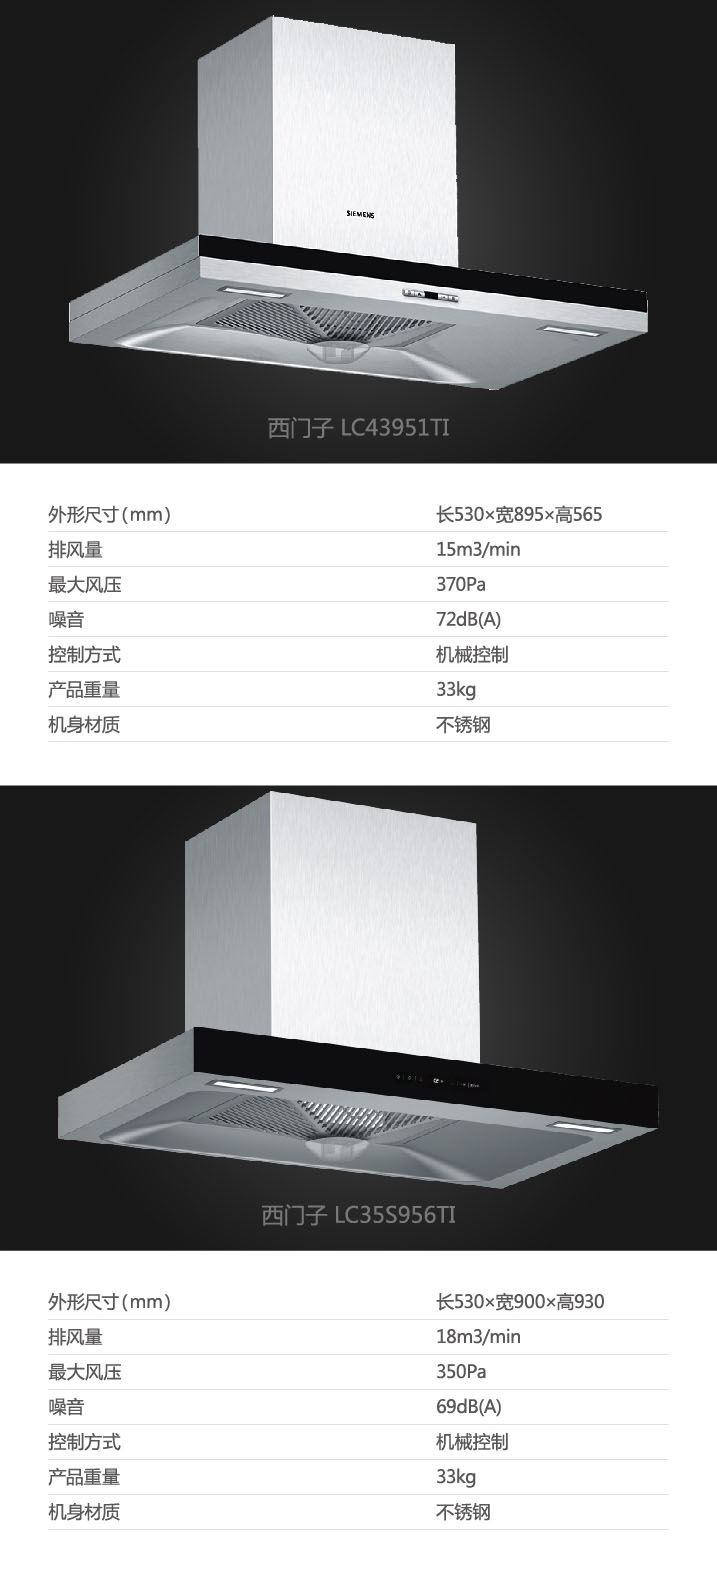 SIEMENS
西门子 LC43951TI
外形尺寸(mm) 长530×宽895×高565
排风量 15m3/min
最大风压 370Pa
噪音 72dB(A)
控制方式 机械控制
产品重量 33kg
机身材质 不锈钢
西门子 LC35S956TI
外形尺寸(mm) 长530×宽900×高930
排风量 18m3/min
最大风压 350Pa
噪音 69dB(A)
控制方式 机械控制
产品重量 33kg
机身材质 不锈钢